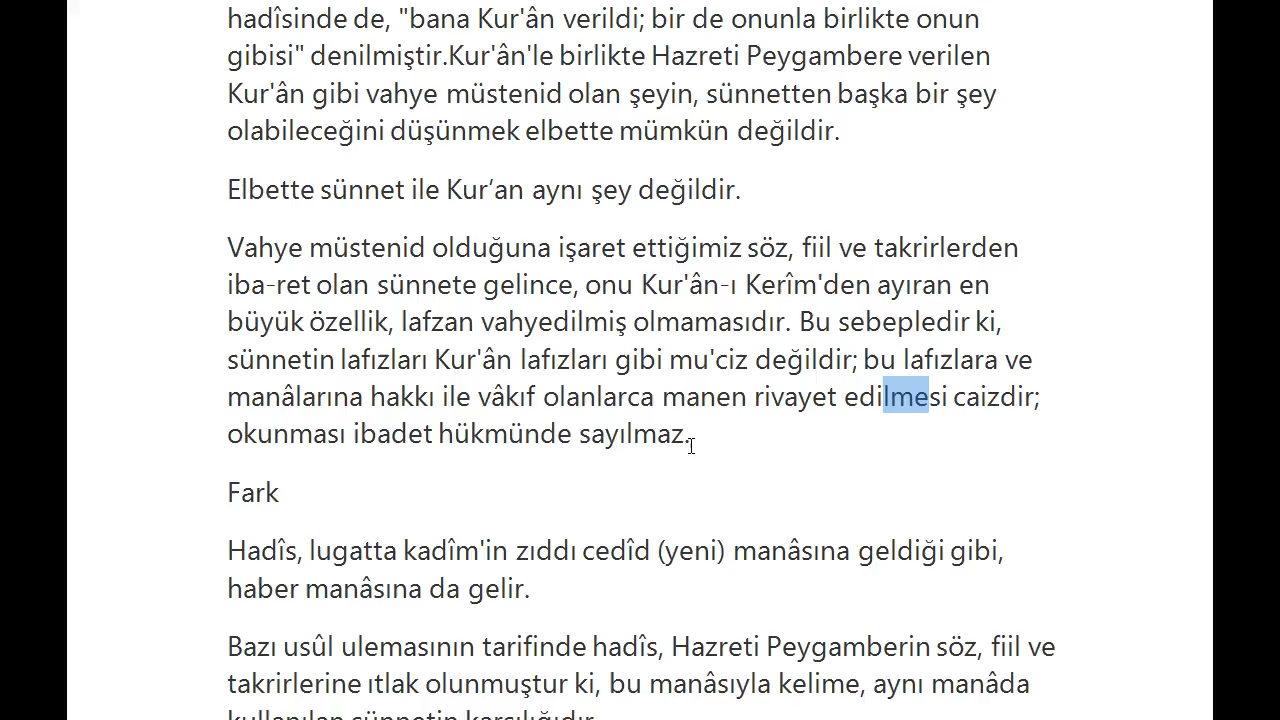 hadîsinde de, "bana Kur'ân verildi; bir de onunla birlikte onun
gibisi" denilmiştir.Kur'ân'le birlikte Hazreti Peygambere verilen
Kur'ân gibi vahye müstenid olan şeyin, sünnetten başka bir şey
olabileceğini düşünmek elbette mümkün değildir.
Elbette sünnet ile Kur’an aynı şey değildir.
Vahye müstenid olduğuna işaret ettiğimiz söz, fiil ve takrirlerden
iba-ret olan sünnete gelince, onu Kur'ân-ı Kerîm'den ayıran en
büyük özellik, lafzan vahyedilmiş olmamasıdır. Bu sebepledir ki,
sünnetin lafızları Kur'ân lafızları gibi mu'ciz değildir; bu lafızlara ve
manâlarına hakkı ile vâkıf olanlarca manen rivayet edilmesi caizdir;
okunması ibadet hükmünde sayılmaz.
Fark
Hadîs, lugatta kadîm'in zıddı cedîd (yeni) manâsına geldiği gibi,
haber manâsına da gelir.
Bazı usûl ulemasının tarifinde hadîs, Hazreti Peygamberin söz, fiil ve
takrirlerine ıtlak olunmuştur ki, bu manâsıyla kelime, aynı manâda
kullanılan sünnetin karşılığıdır.